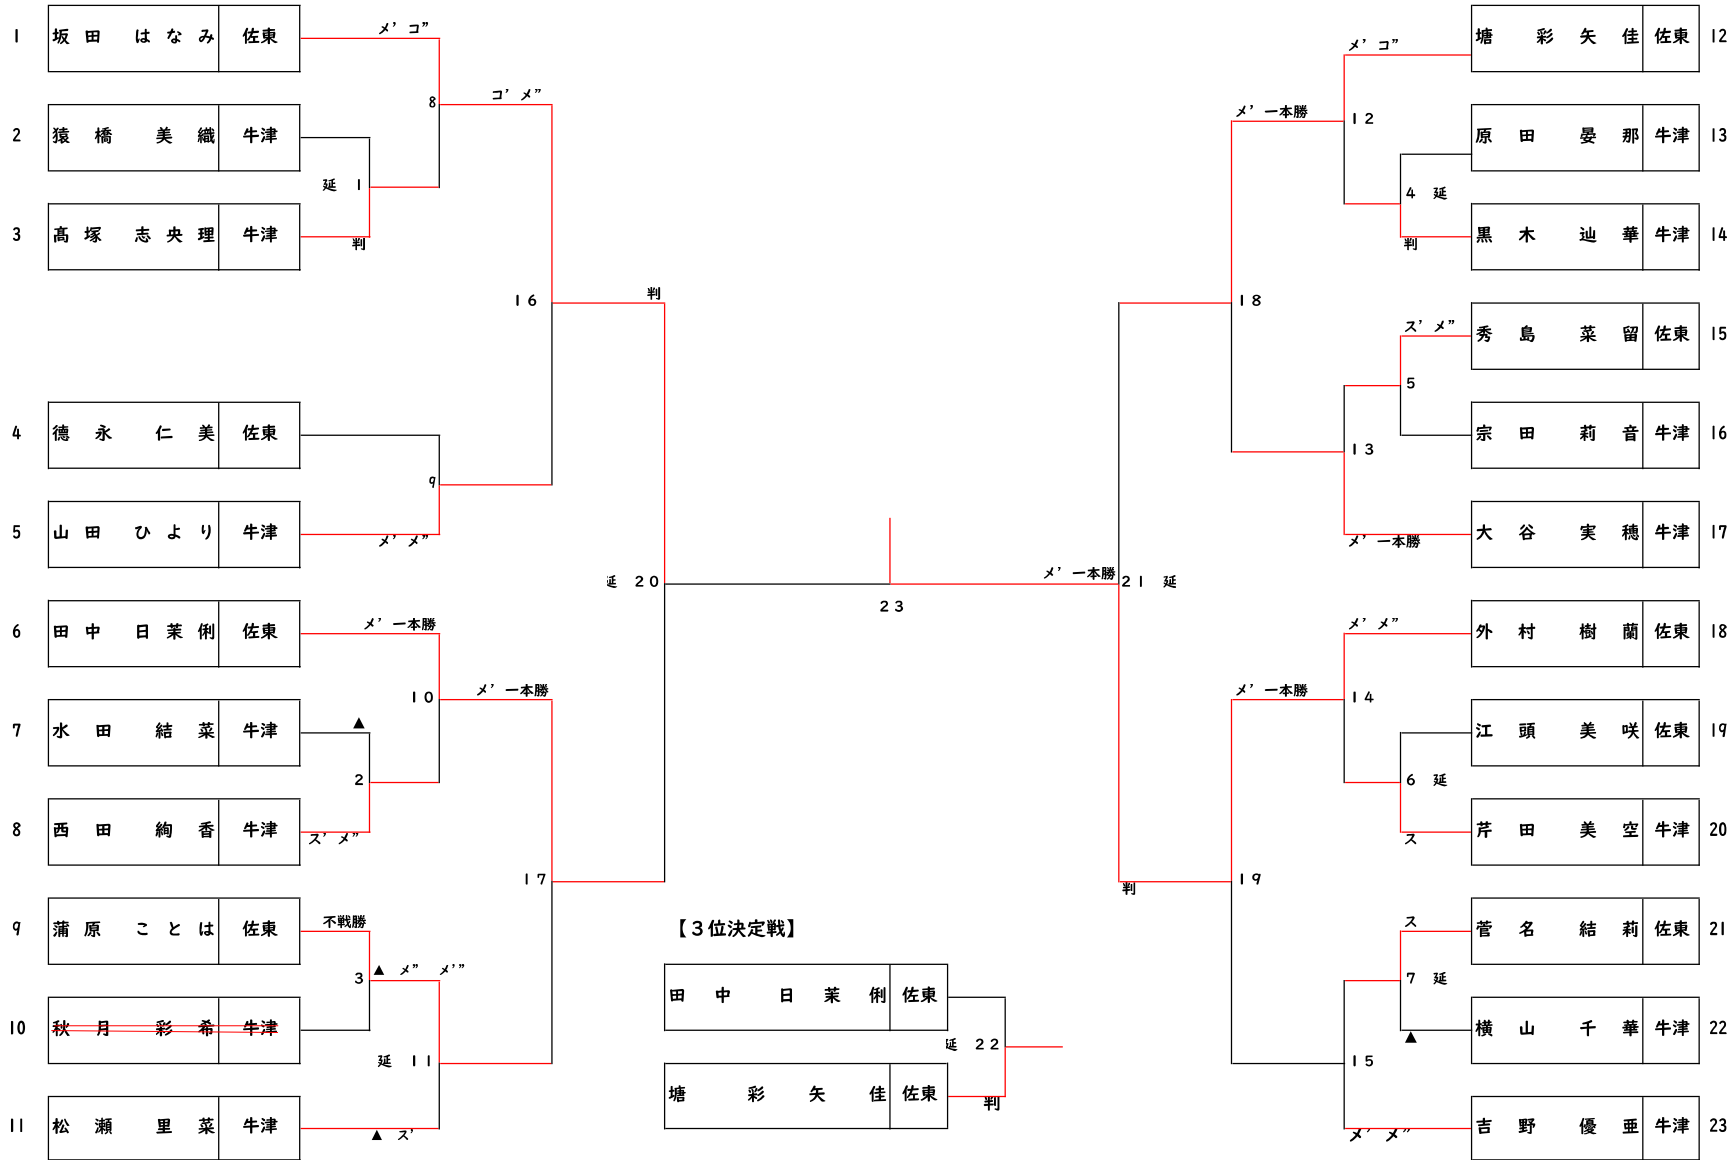 1 坂田 はなみ 佐東
メ’ コ”
8
コ’ メ”
2 猿橋 美織 牛津
延 1
3 髙塚 志央理 牛津
判
16
判
4 德永 仁美 佐東
9
5 山田 ひより 牛津
メ’ メ”
延 20
6 田中 日茉俐 佐東
メ’ 一本勝
10
メ’ 一本勝
7 水田 結菜 牛津
▲
2
8 西田 絢香 牛津
ス’ メ”
17
9 蒲原 ことは 佐東
不戦勝
3
▲ メ” メ’”
10 秋月 彩希 牛津
延 11
11 松瀬 里菜 牛津
▲ ス’
23
メ’ 一本勝
【3位決定戦】
田中 日茉俐 佐東
延 22
塘 彩矢佳 佐東
判
塘 彩矢佳 佐東 12
メ’ コ”
メ’ 一本勝
12
原田 晏那 牛津 13
4 延
黒木 辿華 牛津 14
判
18
秀島 菜留 佐東 15
ス’ メ”
5
宗田 莉音 牛津 16
13
大谷 実穂 牛津 17
メ’ 一本勝
21 延
外村 樹蘭 佐東 18
メ’ メ”
メ’ 一本勝
14
江頭 美咲 佐東 19
6 延
芹田 美空 牛津 20
ス
19
判
菅名 結莉 佐東 21
ス
7 延
横山 千華 牛津 22
▲
15
吉野 優亜 牛津 23
メ’ メ”